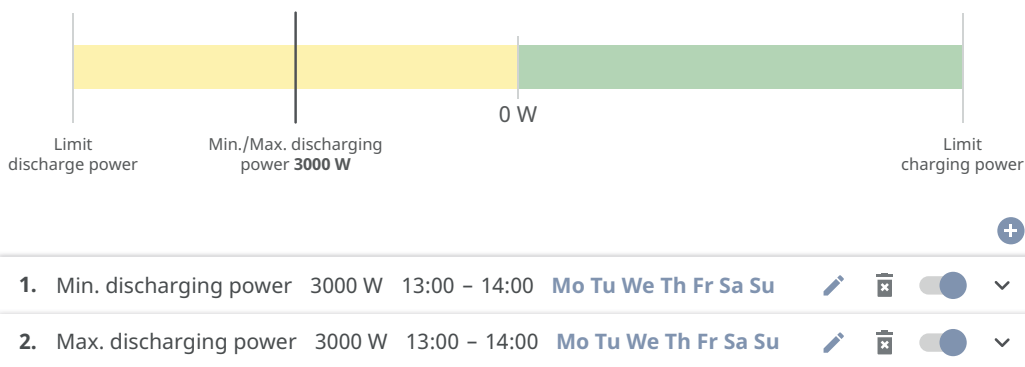 0 W
Limit
discharge power
Min./Max. discharging
power 3000 W
Limit
charging power
1. Min. discharging power 3000 W 13:00 – 14:00 Mo Tu We Th Fr Sa Su
2. Max. discharging power 3000 W 13:00 – 14:00 Mo Tu We Th Fr Sa Su